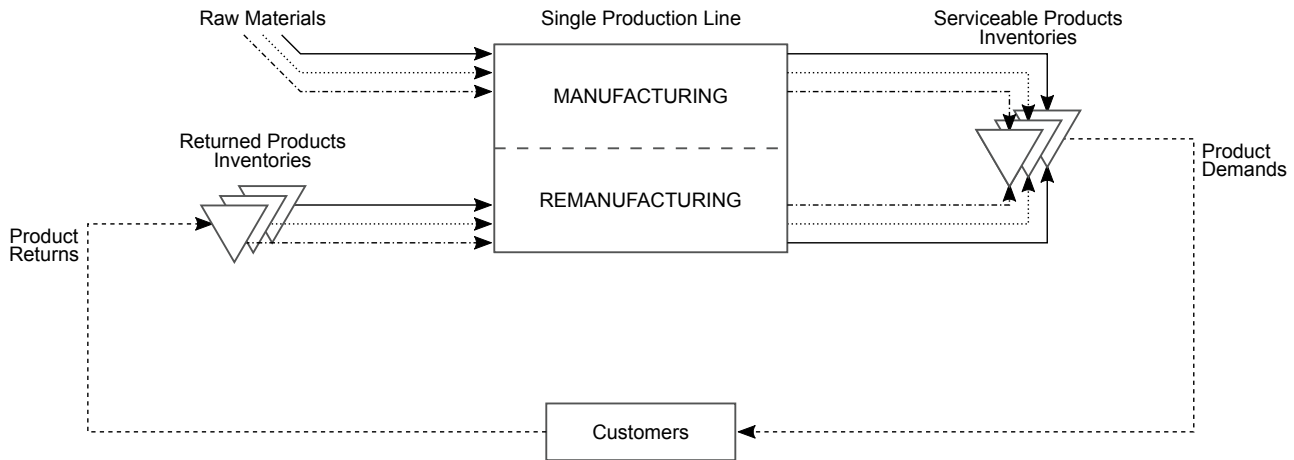 Raw Materials
Single Production Line
Serviceable Products
Inventories
MANUFACTURING
Returned Products
Inventories
Product
Demands
REMANUFACTURING
Product
Returns
Customers